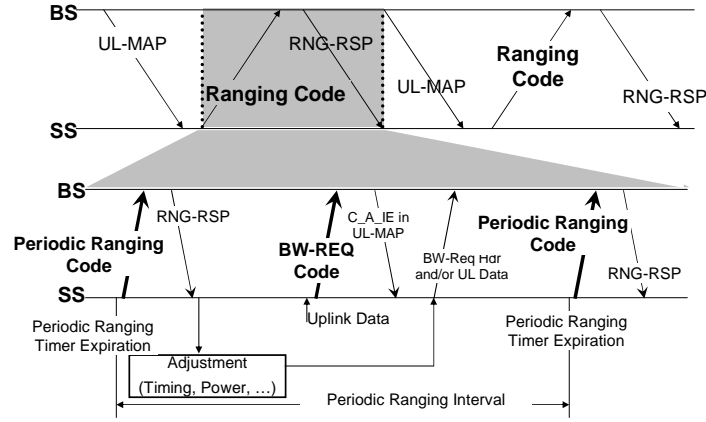 BS
UL-MAP
RNG-RSP
Ranging Code
UL-MAP
Ranging
Code
RNG-RSP
SS
BS
RNG-RSP
Periodic Ranging
Code
BW-REQ
Code
C_A_IE in
UL-MAP
BW-Req Hdr
and/or UL Data
Periodic Ranging
Code
RNG-RSP
SS
Periodic Ranging
Timer Expiration
Uplink Data
Periodic Ranging
Timer Expiration
Adjustment
(Timing, Power, ...)
Periodic Ranging Interval